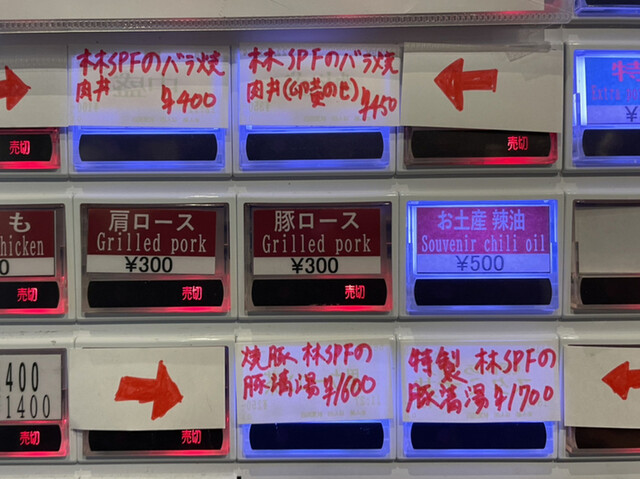 林SPFのバラ焼
肉丼 ¥400
林SPFのバラ焼
肉丼(卵黄のせ) ¥450
売切
売切
も
hicken
0
売切
肩ロース
Grilled pork
¥300
売切
豚ロース
Grilled pork
¥300
売切
お土産 辣油
Souvenir chili oil
¥500
400
1400
売切
売切
焼豚 林SPFの
豚湯 ¥1600
特製 林SPFの
豚湯 ¥1700
特
Extra
¥